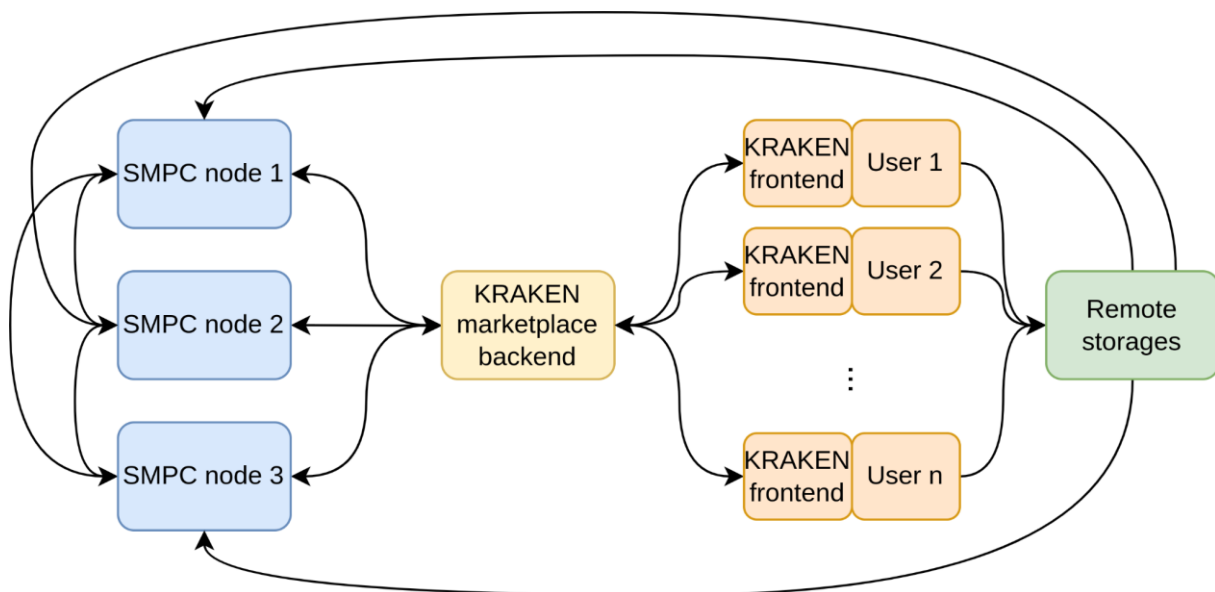 SMPC node 1
SMPC node 2
SMPC node 3
KRAKEN
marketplace
backend
KRAKEN
frontend
User 1
KRAKEN
frontend
User 2
...
KRAKEN
frontend
User n
Remote
storages